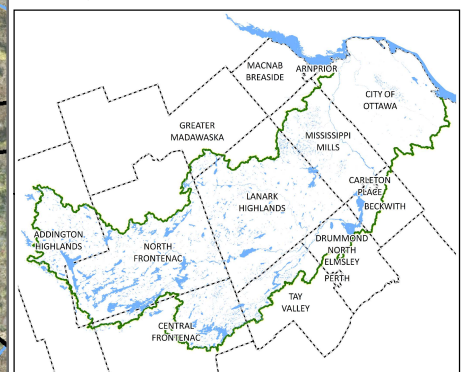 MACNAB
BREASIDE
ARNPRIOR
CITY OF
OTTAWA
GREATER
MADAWASKA
MISSISSIPPI
MILLS
CARLETON
PLACE
BECKWITH
LANARK
HIGHLANDS
ADDINGTON
HIGHLANDS
NORTH
FRONTENAC
DRUMMOND
NORTH
ELMSLEY
PERTH
TAY
VALLEY
CENTRAL
FRONTENAC